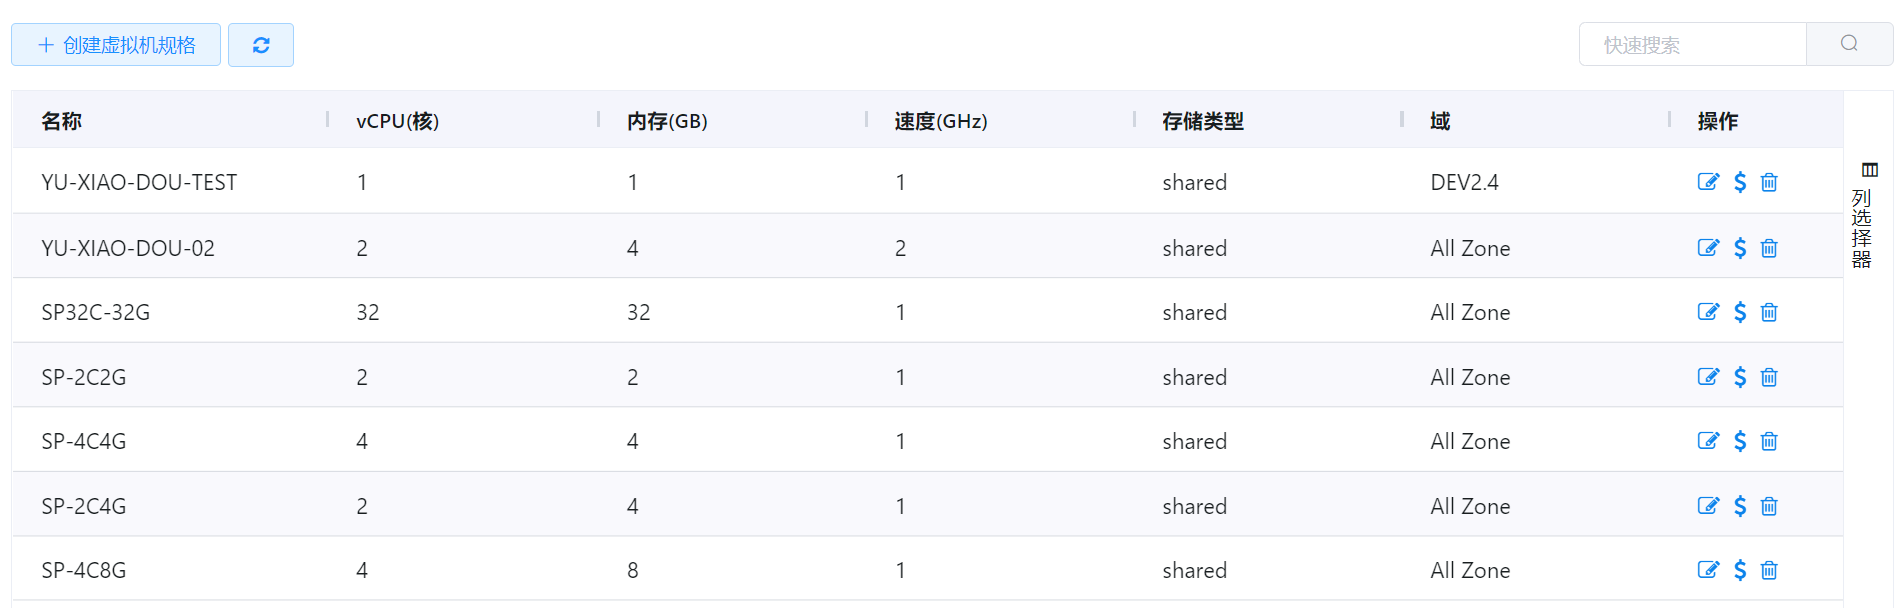 创建虚拟机规格
快速搜索
名称 vCPU(核) 内存(GB) 速度(GHz) 存储类型 域 操作
YU-XIAO-DOU-TEST 1 1 1 shared DEV2.4
YU-XIAO-DOU-02 2 4 2 shared All Zone
SP32C-32G 32 32 1 shared All Zone
SP-2C2G 2 2 1 shared All Zone
SP-4C4G 4 4 1 shared All Zone
SP-2C4G 2 4 1 shared All Zone
SP-4C8G 4 8 1 shared All Zone
列选择器